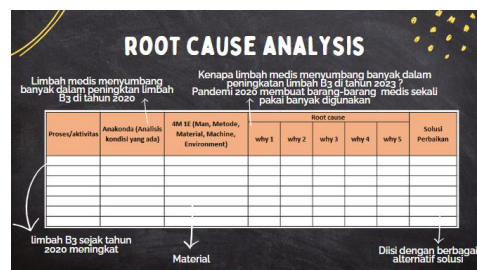 ROOT CAUSE ANALYSIS
Limbah medis menyumbang
banyak dalam peningktan limbah
B3 di tahun 2020
Kenapa limbah medis menyumbang banyak dalam
peningkatan limbah B3 di tahun 2023 ?
Pandemi 2020 membuat barang-barang medis sekali
pakai banyak digunakan
Proses/aktivitas
Anakonda (Analisis
kondisi yang ada)
4M 1E (Man, Metode,
Material, Machine,
Environment)
Root cause
why 1
why 2
why 3
why 4
why 5
Solusi
Perbaikan
limbah B3 sejak tahun
2020 meningkat
Material
Diisi dengan berbagai
alternatif solusi